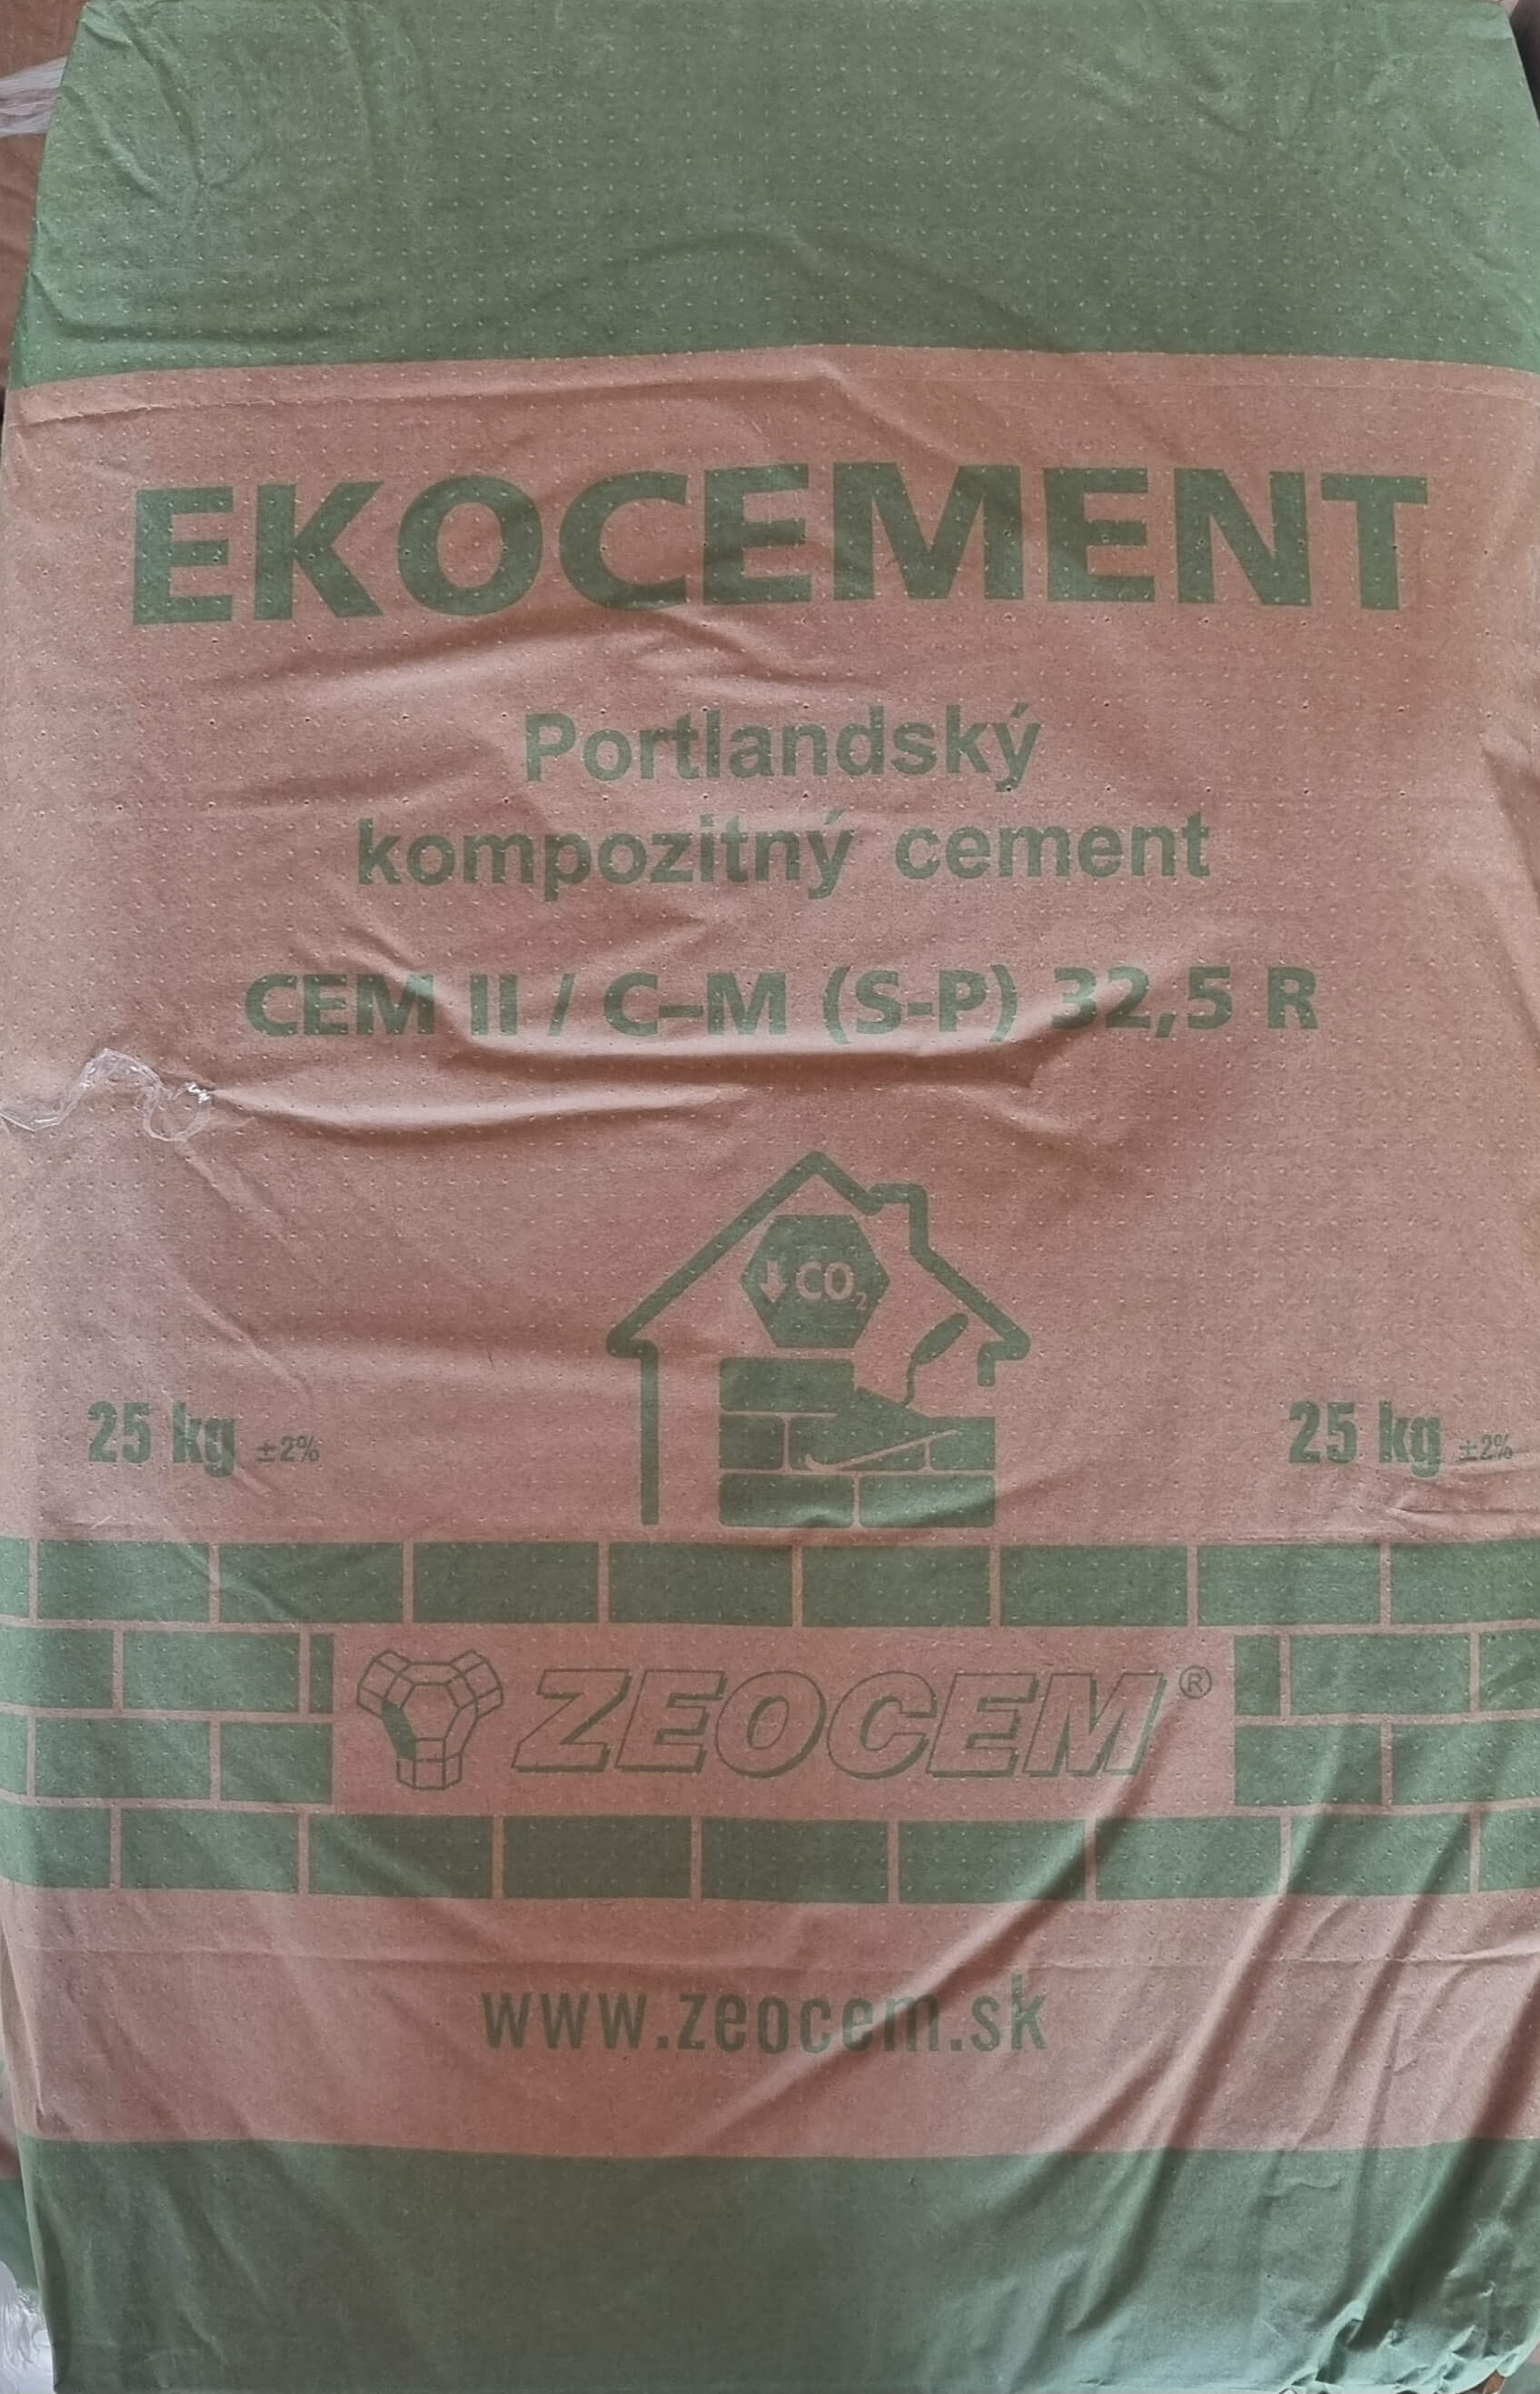 EKOCEMENT
Portlandský
kompozitný cement
CEM II / C–M (S-P) 32,5 R
↓CO₂
25 kg ±2%
25 kg ±2%
ZEOCEM®
www.zeocem.sk